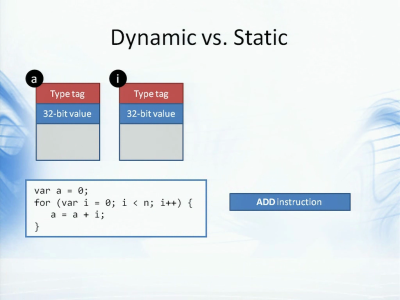 Dynamic vs. Static
a
i
Type tag
Type tag
32-bit value
32-bit value
var a = 0;
for (var i = 0; i < n; i++) {
   a = a + i;
}
ADD instruction